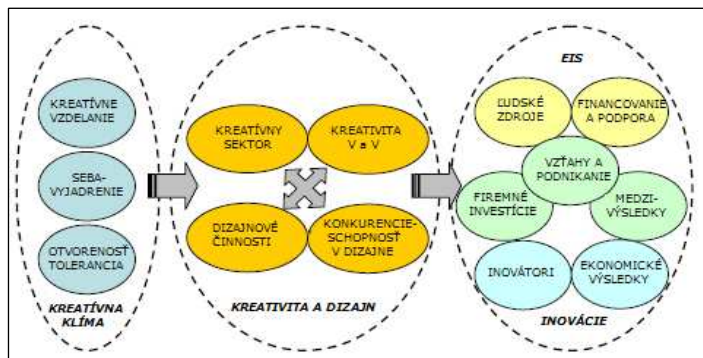 KREATÍVNE
VZDELANIE
SEBA-
VYJADRENIE
OTVORENOSŤ
TOLERANCIA
KREATÍVNA
KLÍMA
KREATÍVNY
SEKTOR
KREATIVITA
V a V
DIZAJNOVÉ
ČINNOSTI
KONKURENCIE-
SCHOPNOSŤ
V DIZAJNE
KREATIVITA A DIZAJN
EIS
ĽUDSKÉ
ZDROJE
FINANCOVANIE
A PODPORA
VZŤAHY A
PODNIKANIE
FIREMNÉ
INVESTÍCIE
MEDZI-
VÝSLEDKY
INOVÁTORI
EKONOMICKÉ
VÝSLEDKY
INOVÁCIE